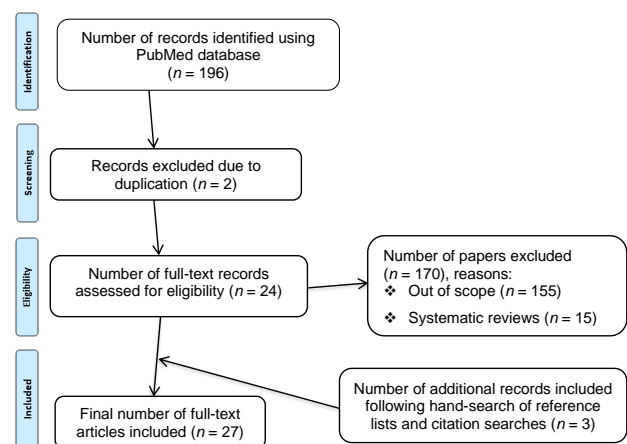 Identification
Number of records identified using
PubMed database
(n = 196)
Screening
Records excluded due to
duplication (n = 2)
Eligibility
Number of full-text records
assessed for eligibility (n = 24)
Number of papers excluded
(n = 170), reasons:
❖ Out of scope (n = 155)
❖ Systematic reviews (n = 15)
Included
Final number of full-text
articles included (n = 27)
Number of additional records included
following hand-search of reference
lists and citation searches (n = 3)